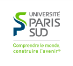 UNIVERSITÉ
PARIS
SUD
Comprendre le monde,
construire l'avenir®